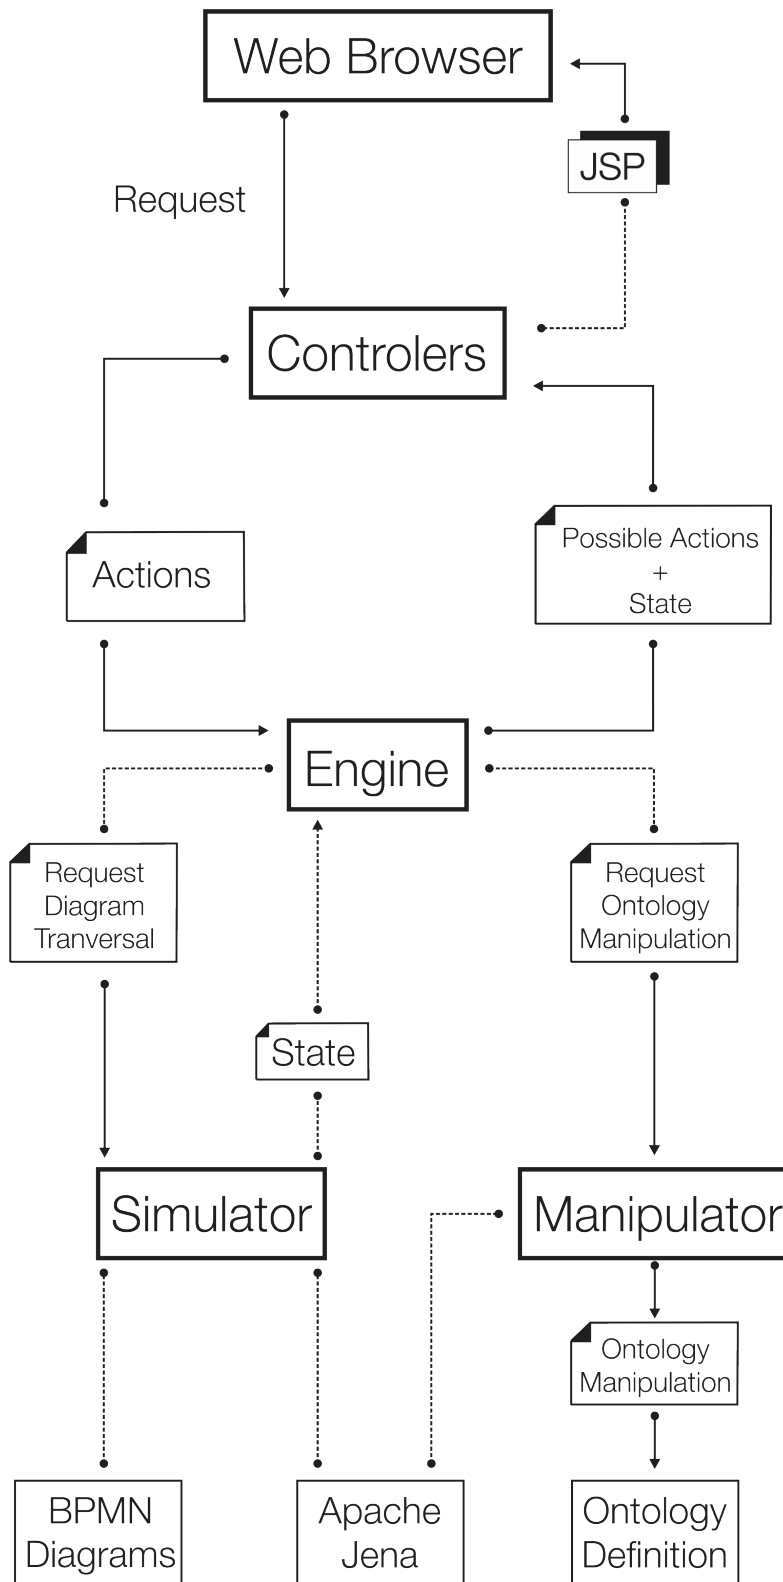 Web Browser
JSP
Request
Controlers
Actions
Possible Actions
+
State
Engine
Request
Diagram
Tranversal
Request
Ontology
Manipulation
State
Simulator
Manipulator
Ontology
Manipulation
BPMN
Diagrams
Apache
Jena
Ontology
Definition